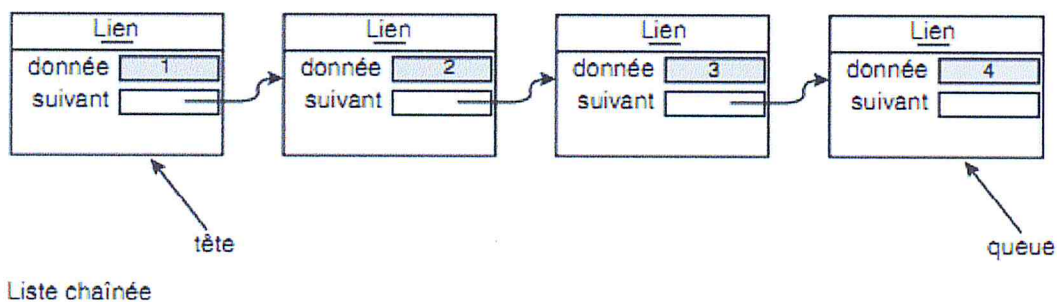 Lien
donnée 1
suivant
Lien
donnée 2
suivant
Lien
donnée 3
suivant
Lien
donnée 4
suivant
tête
queue
Liste chaînée